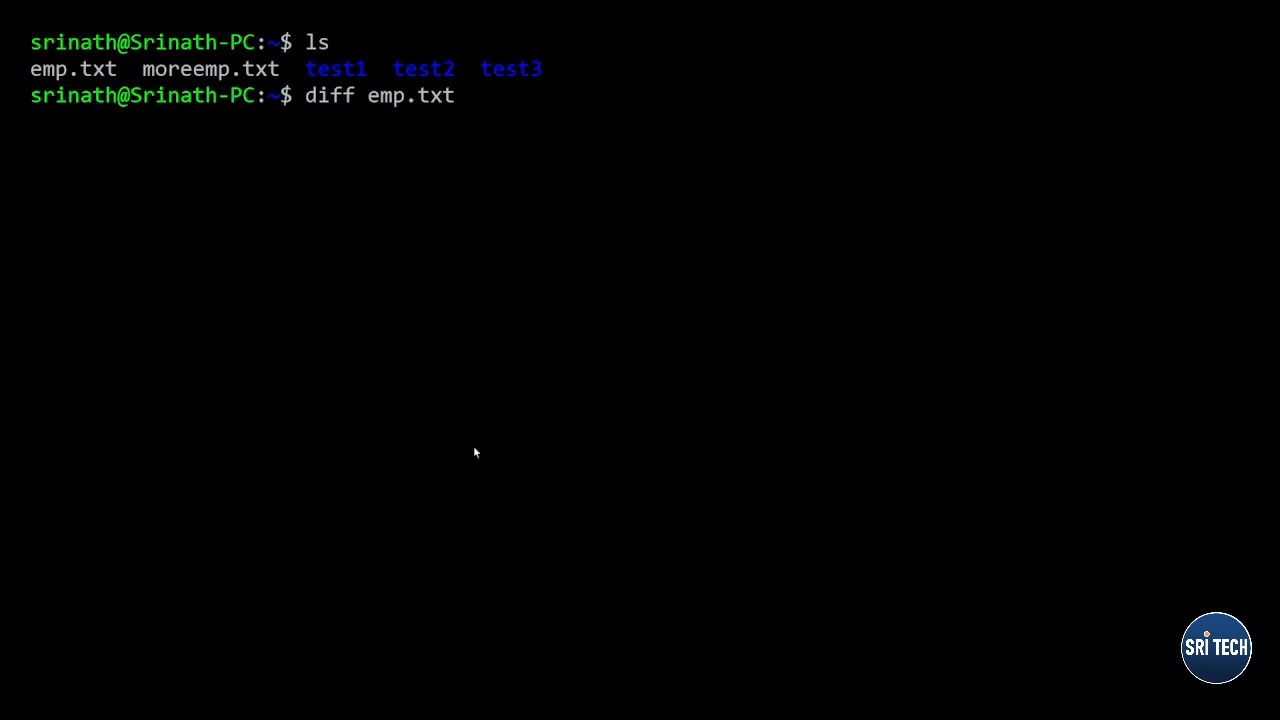 srinath@Srinath-PC:~$ ls
emp.txt  moreemp.txt  test1  test2  test3
srinath@Srinath-PC:~$ diff emp.txt
SRI TECH